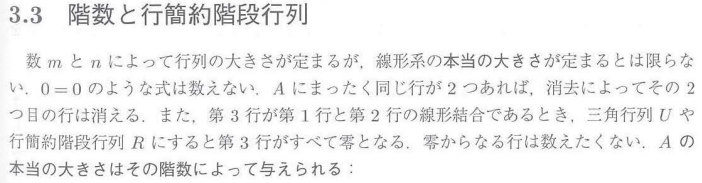 3.3 階数と行簡約階段行列
数 m と n によって行列の大きさが定まるが，線形系の本当の大きさが定まるとは限らな
い．0＝0 のような式は数えない．A にまったく同じ行が 2 つあれば，消去によってその 2
つ目の行は消える．また，第 3 行が第 1 行と第 2 行の線形結合であるとき，三角行列 U や
行簡約階段行列 R にすると第 3 行がすべて零となる．零からなる行は数えたくない．A の
本当の大きさはその階数によって与えられる：